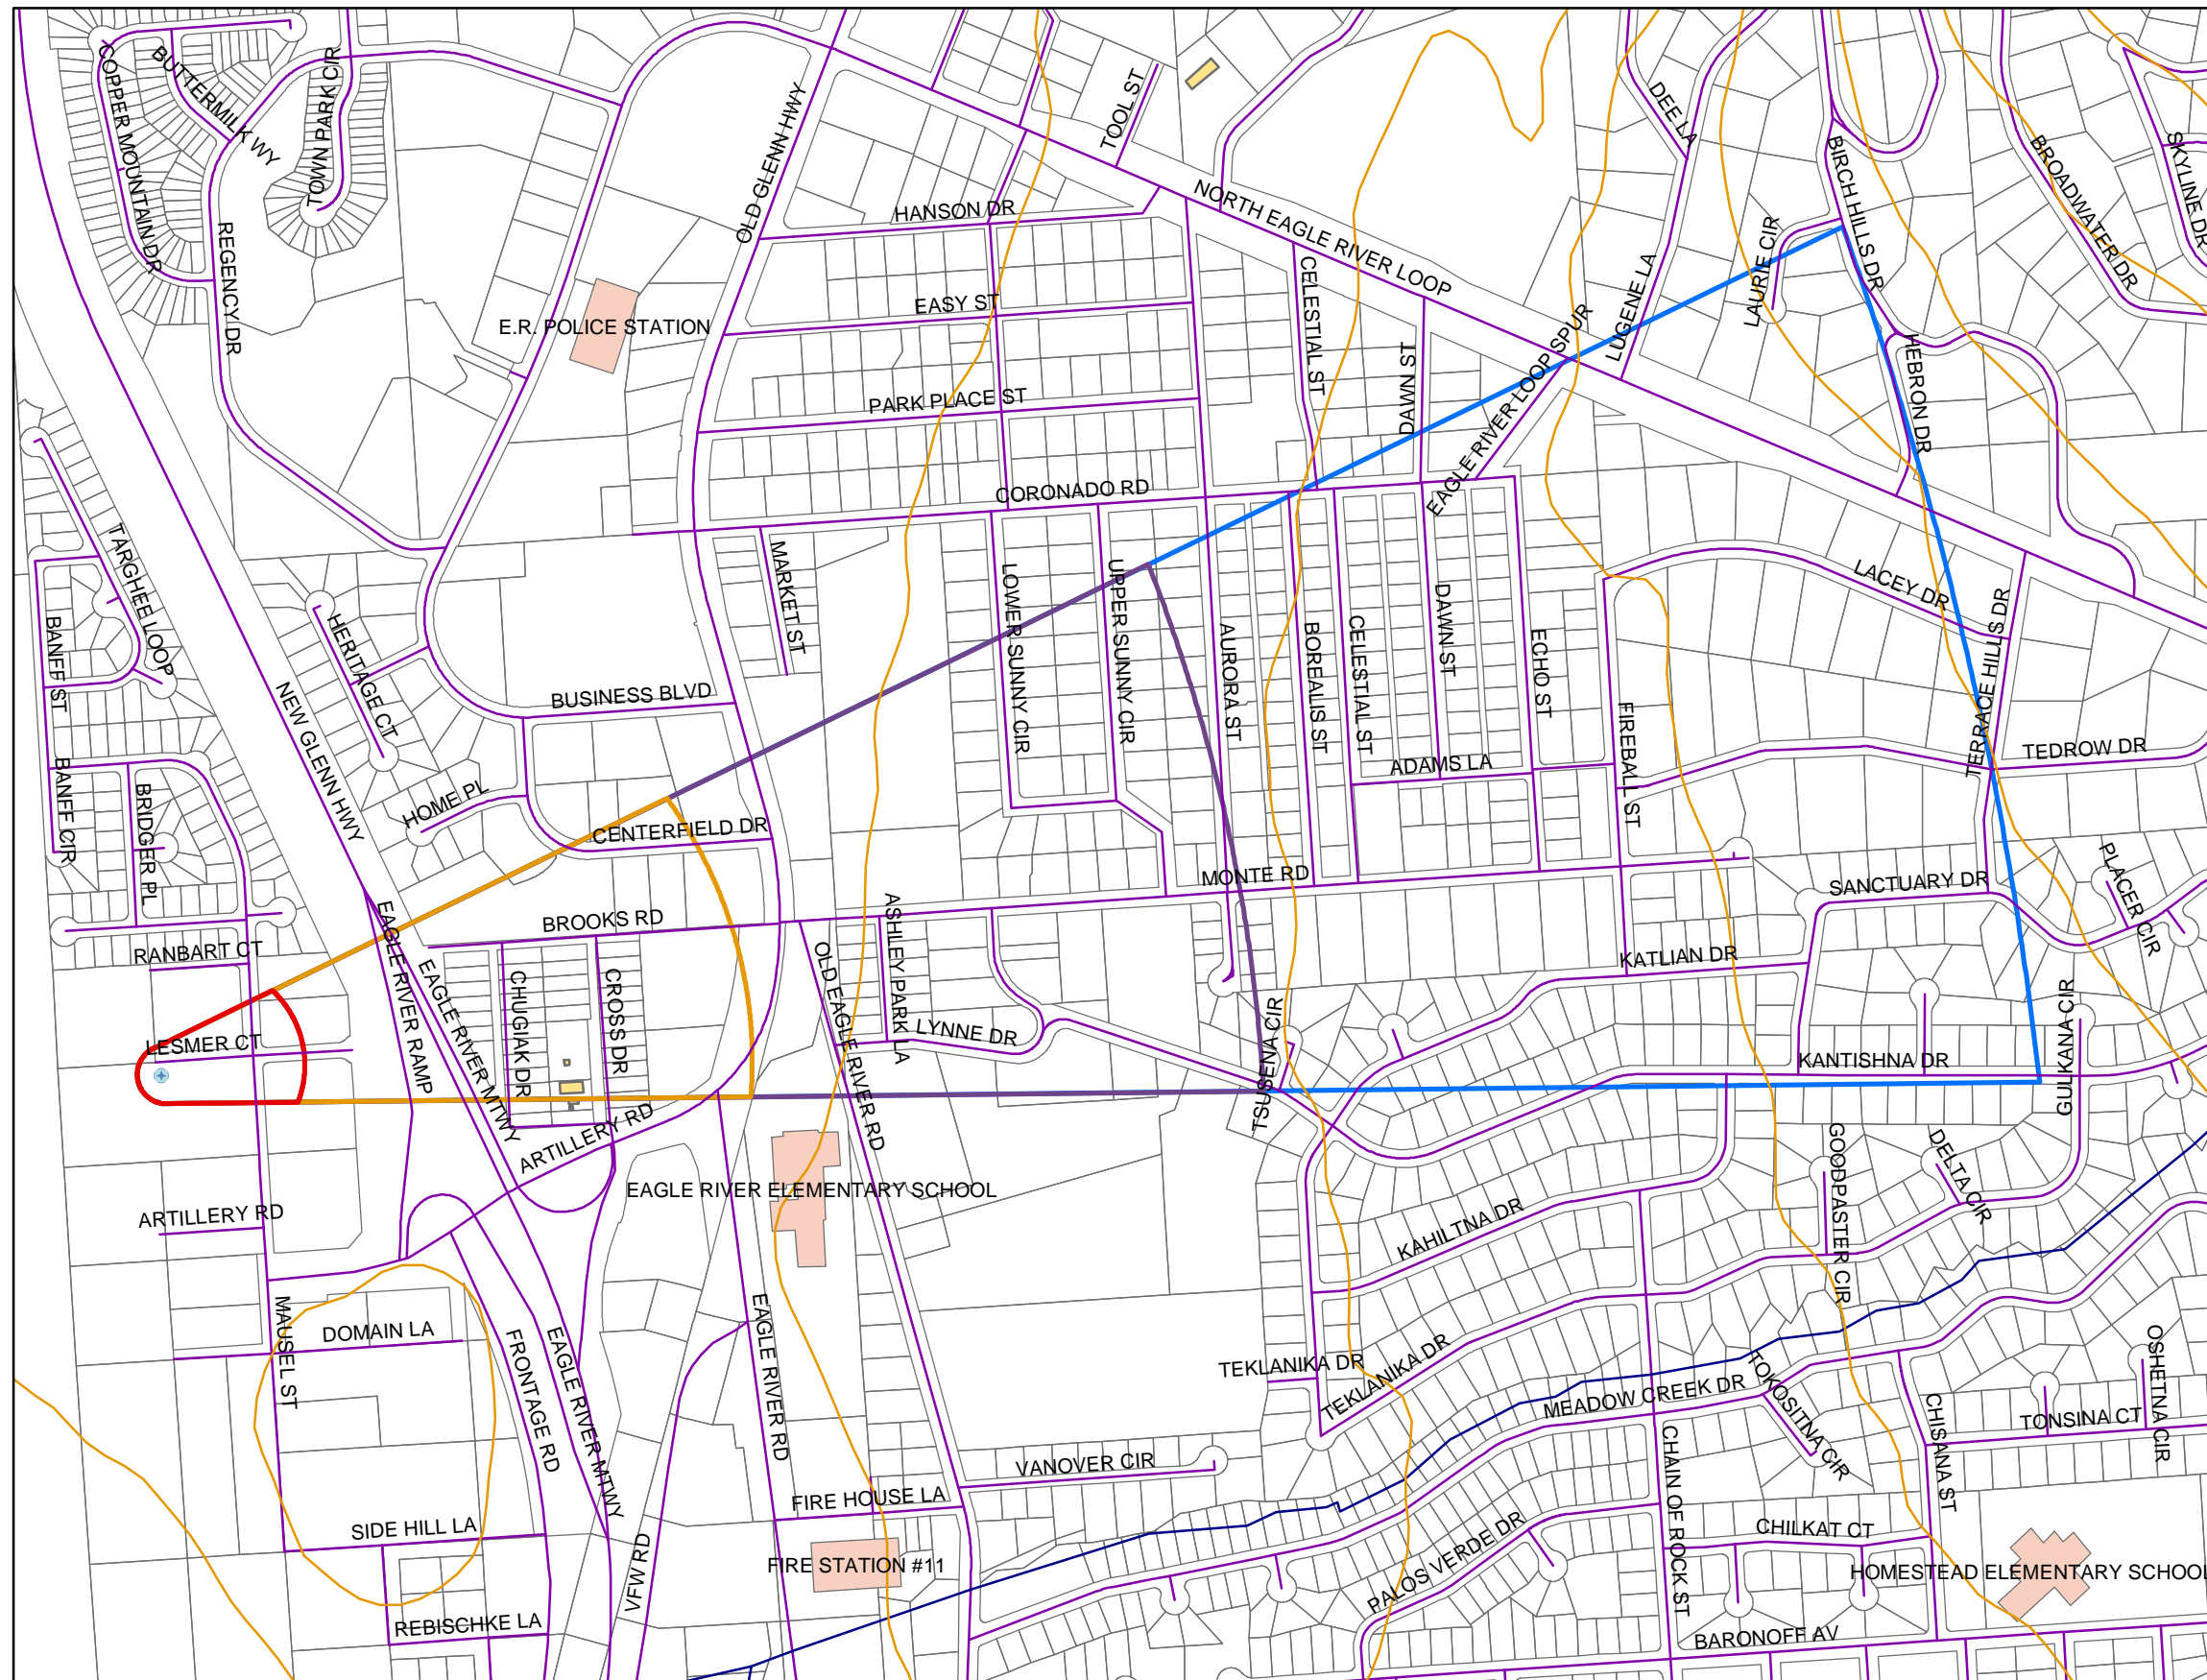 COPPER MOUNTAIN DR
BUTTERMILK WY
TOWN PARK CIR
REGENCY DR
OLD GLENN HWY
TOOL ST
HANSON DR
NORTH EAGLE RIVER LOOP
DEE LA
BIRCH HILLS DR
BROADWATER DR
SKYLINE DR
LAURIE CIR
LUGENE LA
CELESTIAL ST
EASY ST
E.R. POLICE STATION
PARK PLACE ST
DAWN ST
EAGLE RIVER LOOP SPUR
HEBRON DR
CORONADO RD
TARGHEE LOOP
BANFF ST
HERITAGE CT
NEW GLENN HWY
MARKET ST
LOWER SUNNY CIR
UPPER SUNNY CIR
AURORA ST
BOREALIS ST
CELESTIAL ST
DAWN ST
ECHO ST
FIREBALL ST
LACEY DR
TERRACE HILLS DR
TEDROW DR
BUSINESS BLVD
ADAMS LA
BANFF CIR
BRIDGER PL
HOME PL
CENTERFIELD DR
MONTE RD
SANCTUARY DR
PLACER CIR
BROOKS RD
ASHLEY PARK LA
RANBART CT
EAGLE RIVER RAMP
EAGLE RIVER MTWY
CHUGIAK DR
CROSS DR
OLD EAGLE RIVER RD
LYNNE DR
KATLIAN DR
TSUSENA CIR
LESMER CT
KANTISHNA DR
GULKANA CIR
ARTILLERY RD
GOODPASTER CIR
DELTA CIR
EAGLE RIVER ELEMENTARY SCHOOL
ARTILLERY RD
KAHILTNA DR
MAUSEL ST
DOMAIN LA
FRONTAGE RD
EAGLE RIVER MTWY
EAGLE RIVER RD
TEKLANIKA DR
TEKLANIKA DR
MEADOW CREEK DR
TOKOSITNA CIR
OSHETNA CIR
TONSINA CT
CHISANA ST
VANOVER CIR
CHAIN OF ROCK ST
FIRE HOUSE LA
SIDE HILL LA
VFW RD
FIRE STATION #11
PALOS VERDE DR
CHILKAT CT
HOMESTEAD ELEMENTARY SCHOOL
REBISCHKE LA
BARONOFF AV